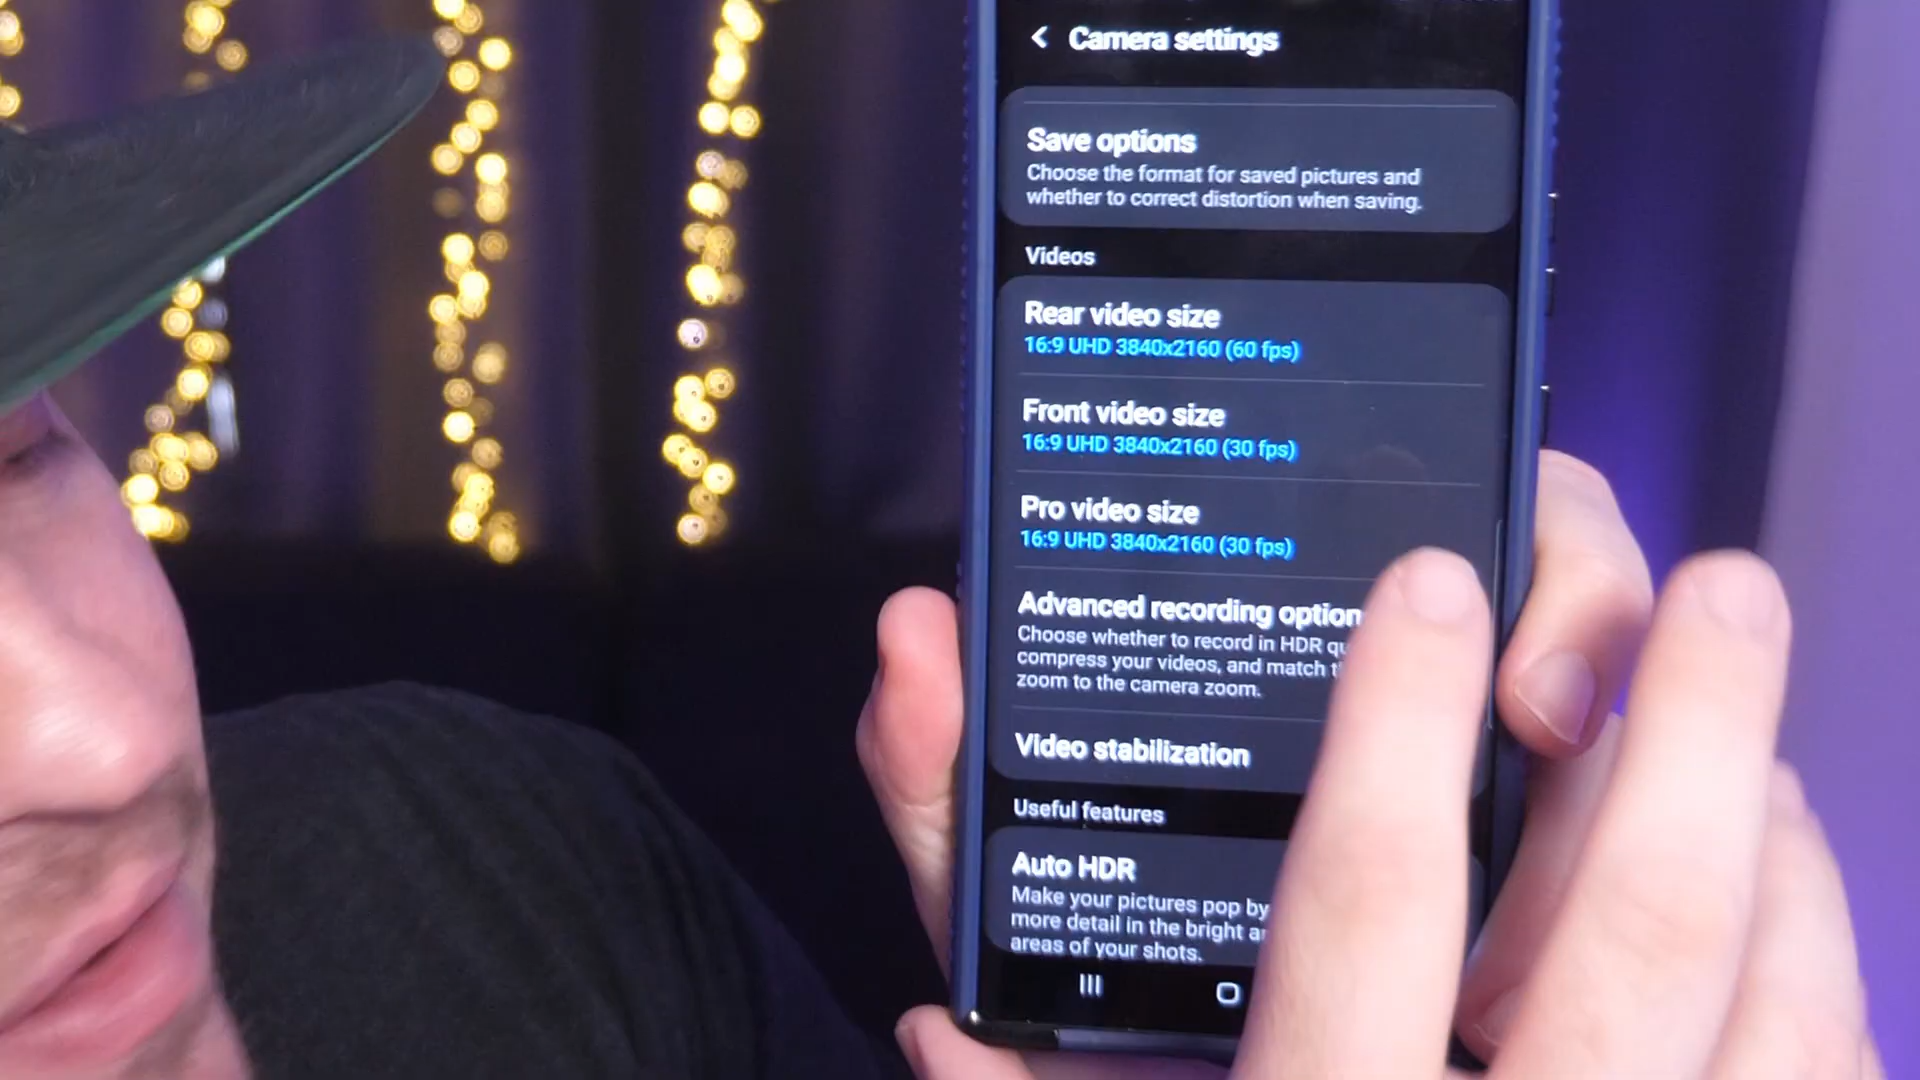 Camera settings
Save options
Choose the format for saved pictures and
whether to correct distortion when saving.
Videos
Rear video size
16:9 UHD 3840x2160 (60 fps)
Front video size
16:9 UHD 3840x2160 (30 fps)
Pro video size
16:9 UHD 3840x2160 (30 fps)
Advanced recording option
Choose whether to record in HDR
compress your videos, and match
zoom to the camera zoom.
Video stabilization
Useful features
Auto HDR
Make your pictures pop by
more detail in the bright
areas of your shots.